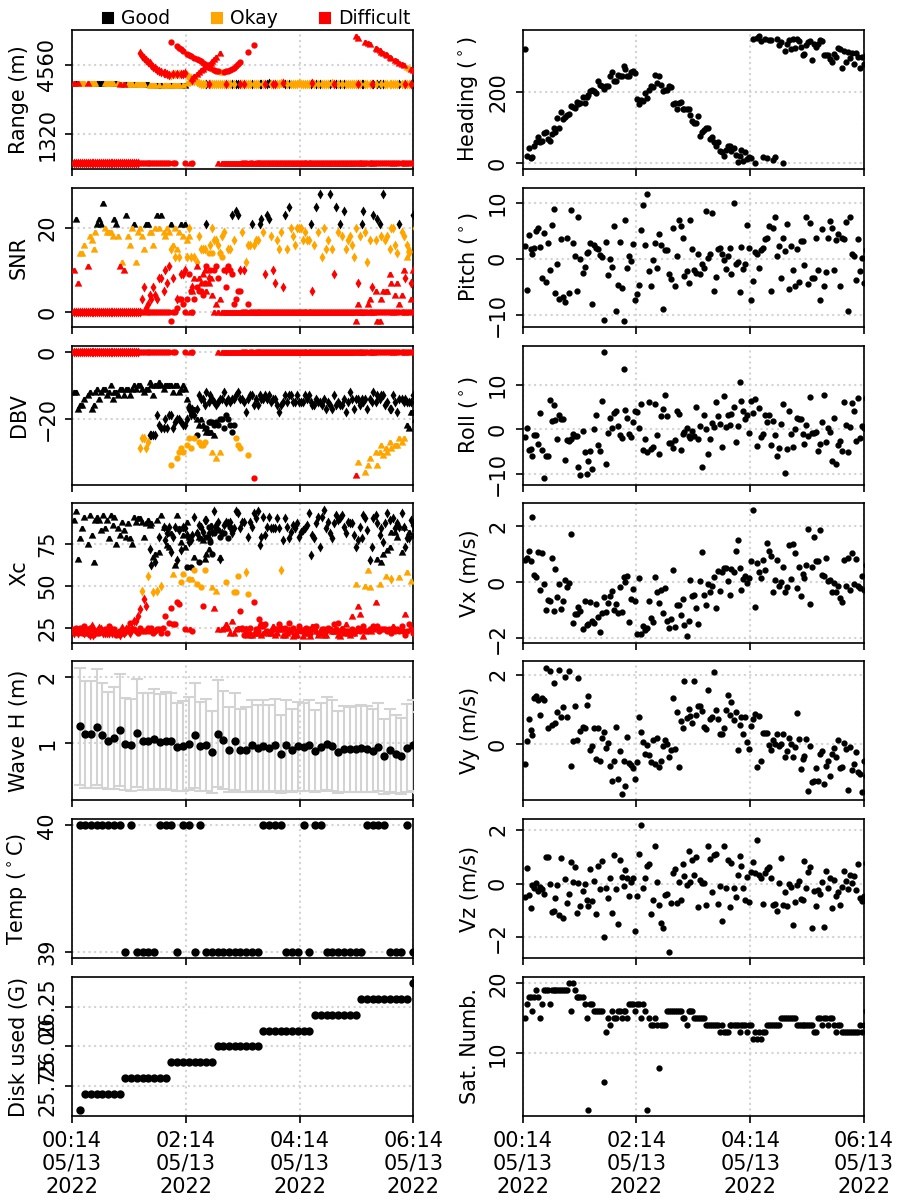 Good Okay Difficult
Range (m)
4560
1320
Heading (°)
200
0
SNR
20
0
Pitch (°)
10
0
−10
DBV
0
−20
Roll (°)
10
0
−10
Xc
75
50
25
Vx (m/s)
2
0
−2
Wave H (m)
2
1
Vy (m/s)
2
0
Temp (°C)
40
39
Vz (m/s)
2
0
−2
Disk used (G)
26.25
26.00
25.75
Sat. Numb.
20
10
00:14 02:14 04:14 06:14 00:14 02:14 04:14 06:14
05/13 05/13 05/13 05/13 05/13 05/13 05/13 05/13
2022 2022 2022 2022 2022 2022 2022 2022